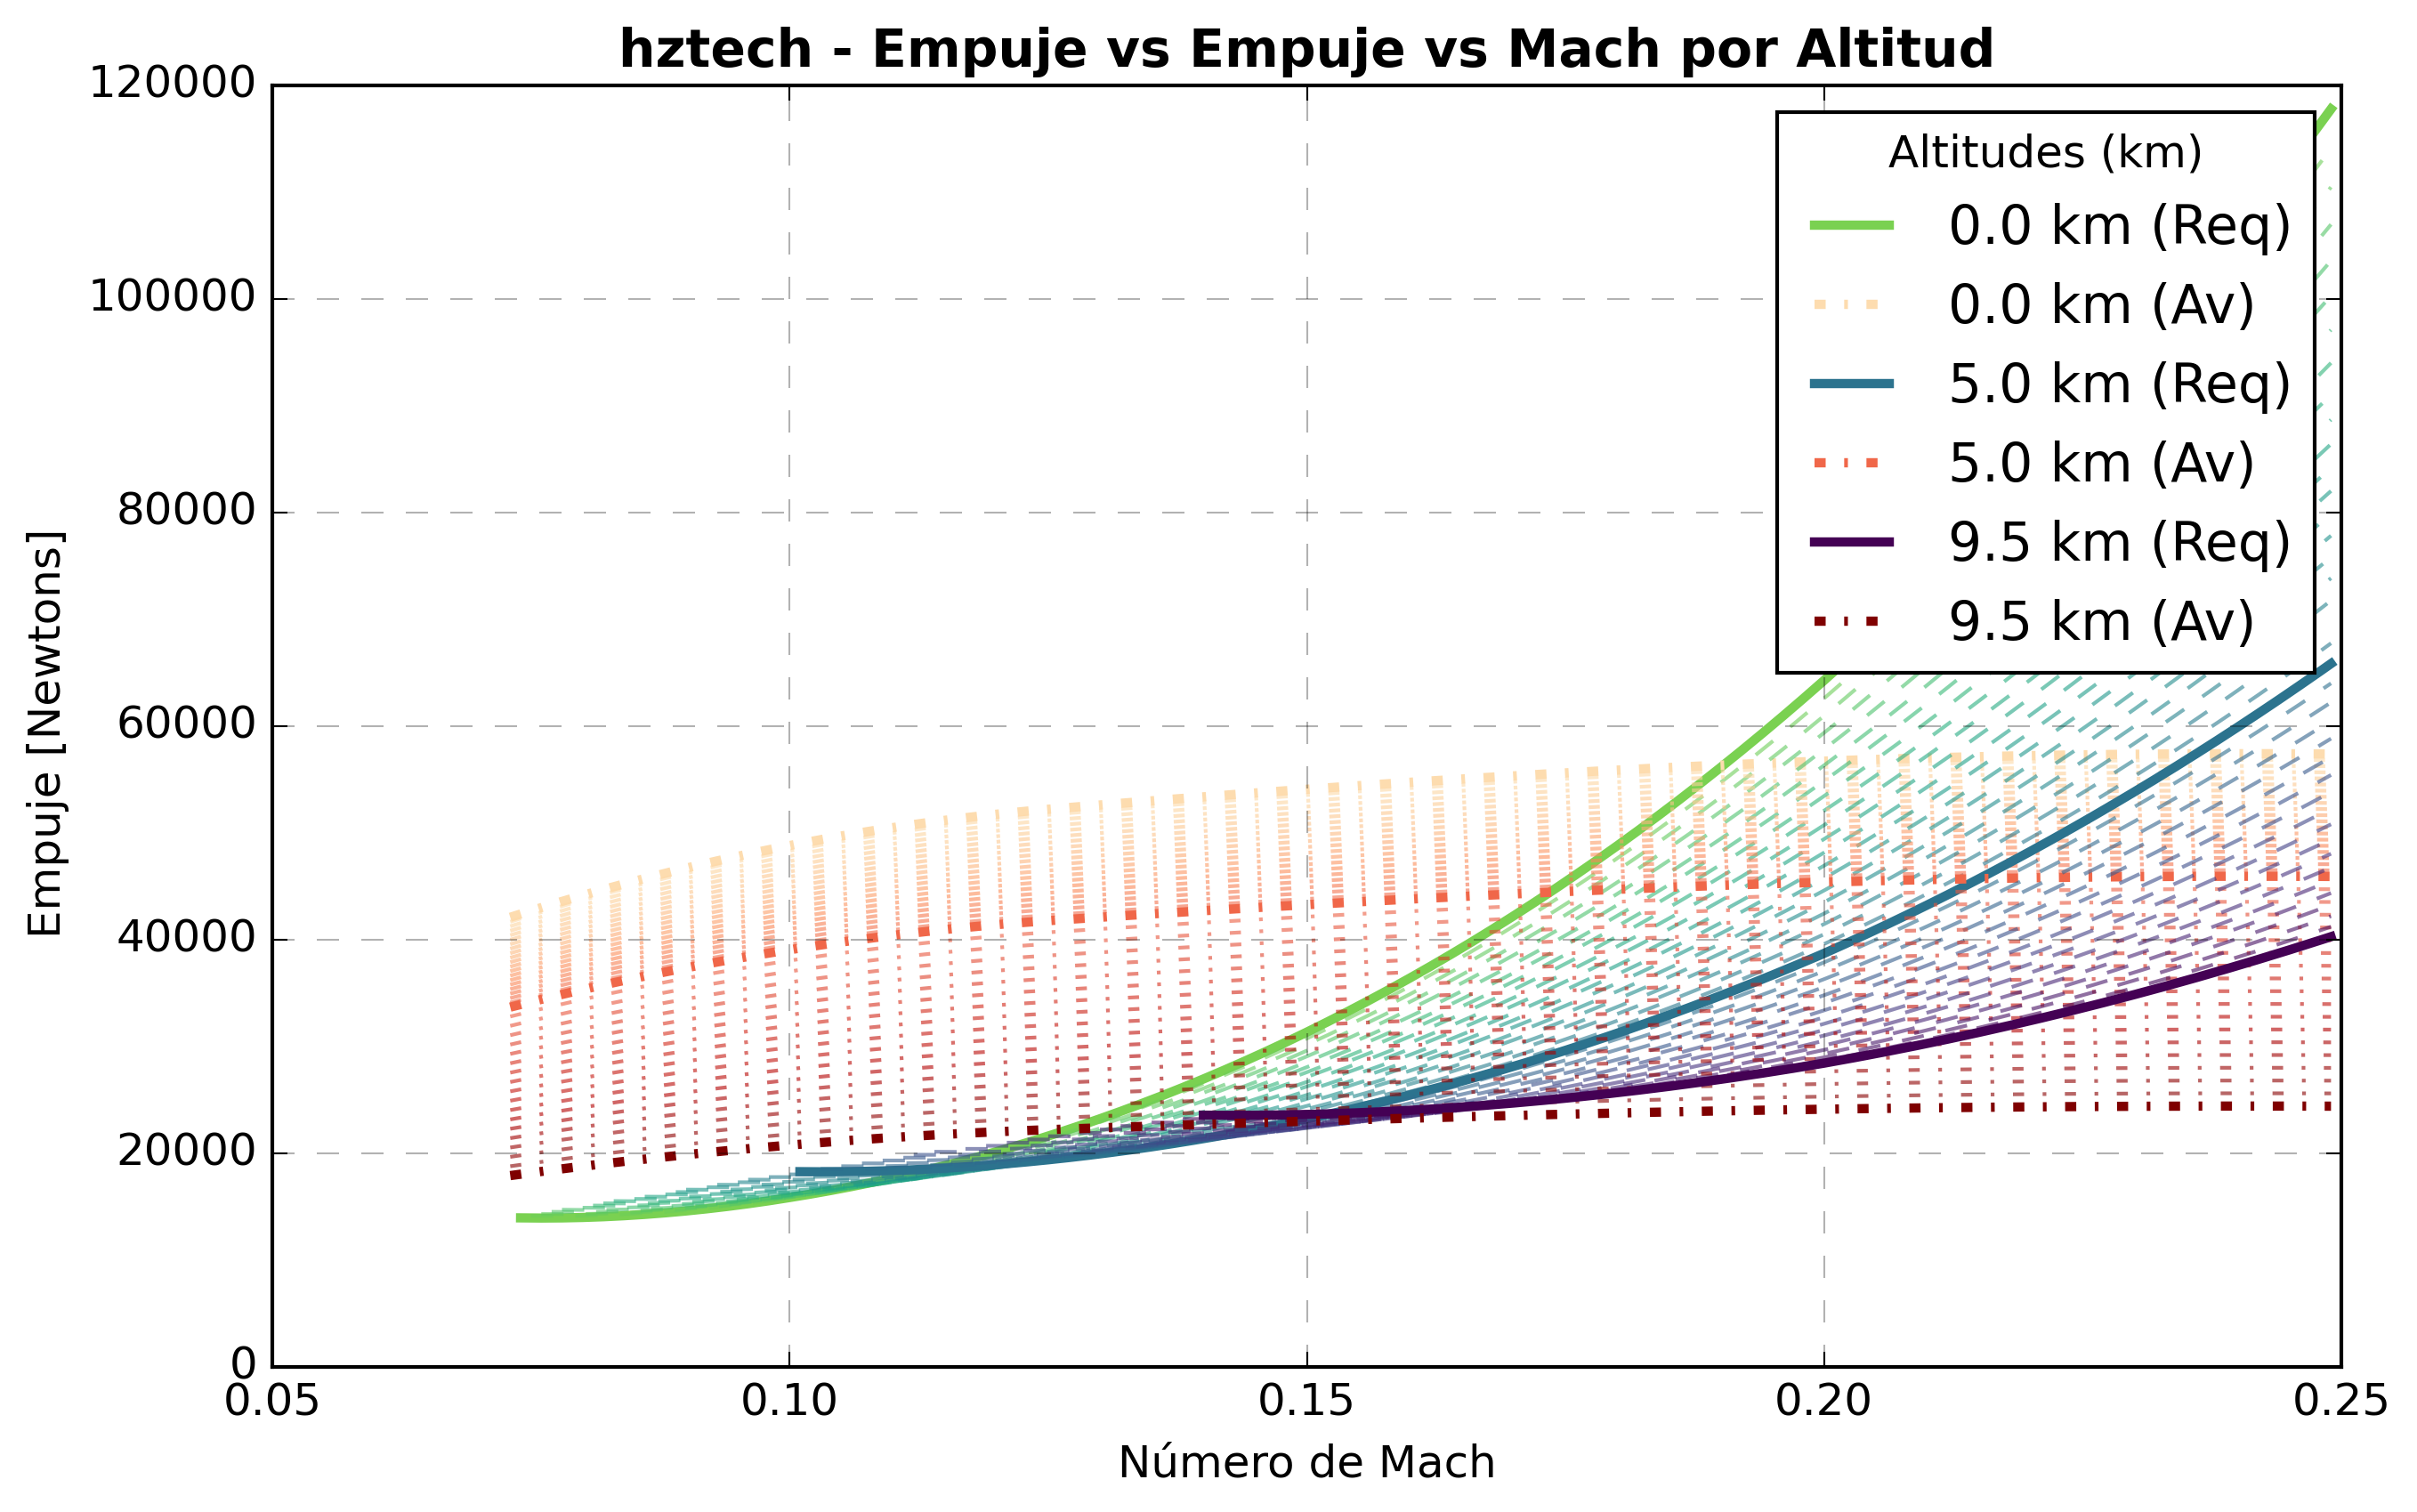 hztech - Empuje vs Empuje vs Mach por Altitud
Empuje [Newtons]
120000
100000
80000
60000
40000
20000
0
0.05 0.10 0.15 0.20 0.25
Número de Mach
Altitudes (km)
0.0 km (Req)
0.0 km (Av)
5.0 km (Req)
5.0 km (Av)
9.5 km (Req)
9.5 km (Av)